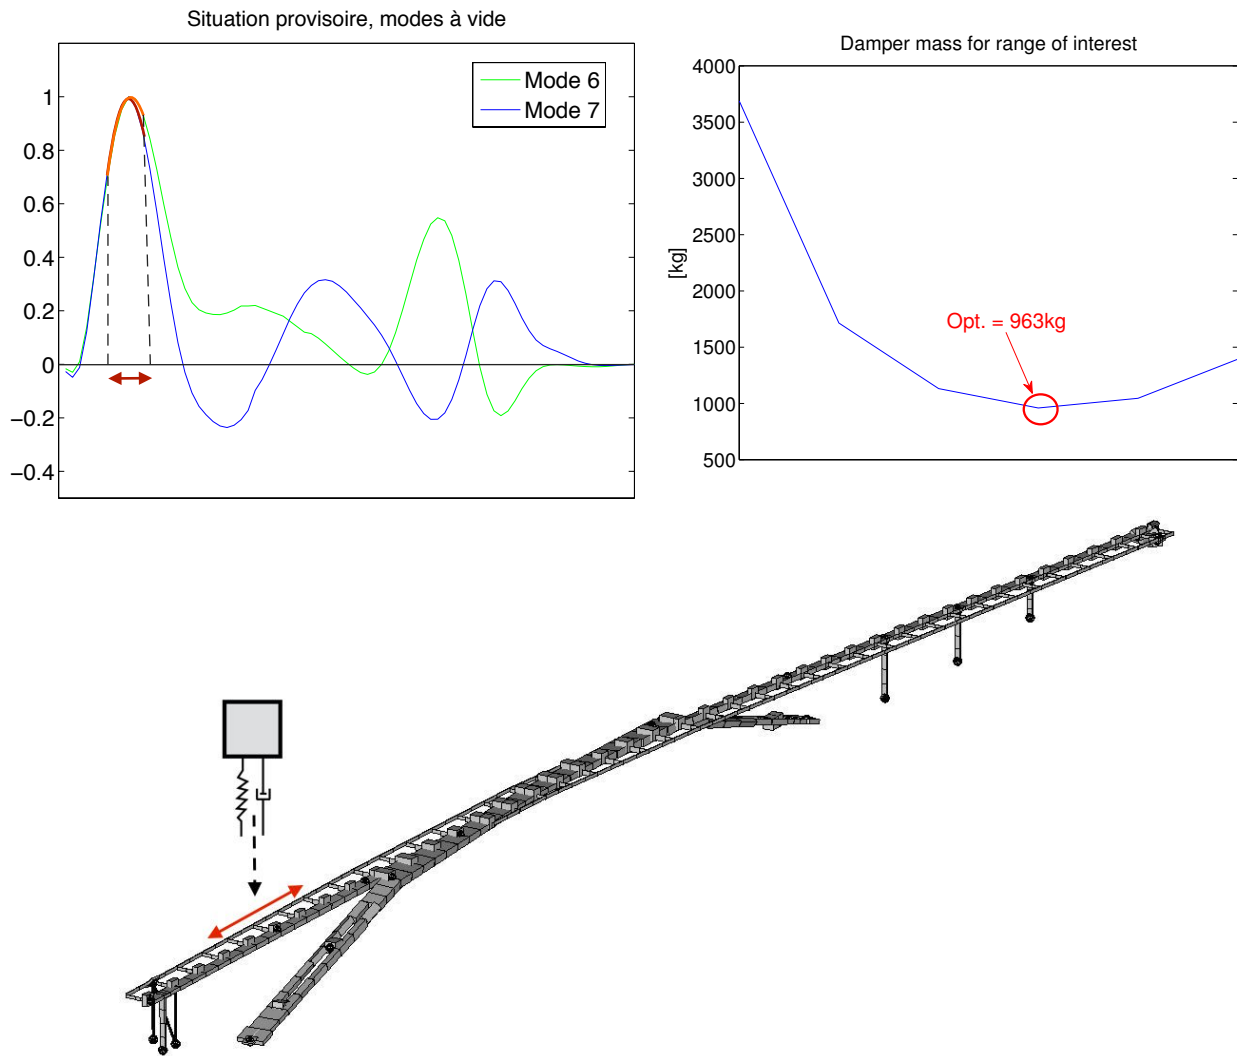 Situation provisoire, modes à vide
Mode 6
Mode 7
1
0.8
0.6
0.4
0.2
0
−0.2
−0.4
Damper mass for range of interest
4000
3500
3000
2500
2000
1500
1000
500
[kg]
Opt. = 963kg